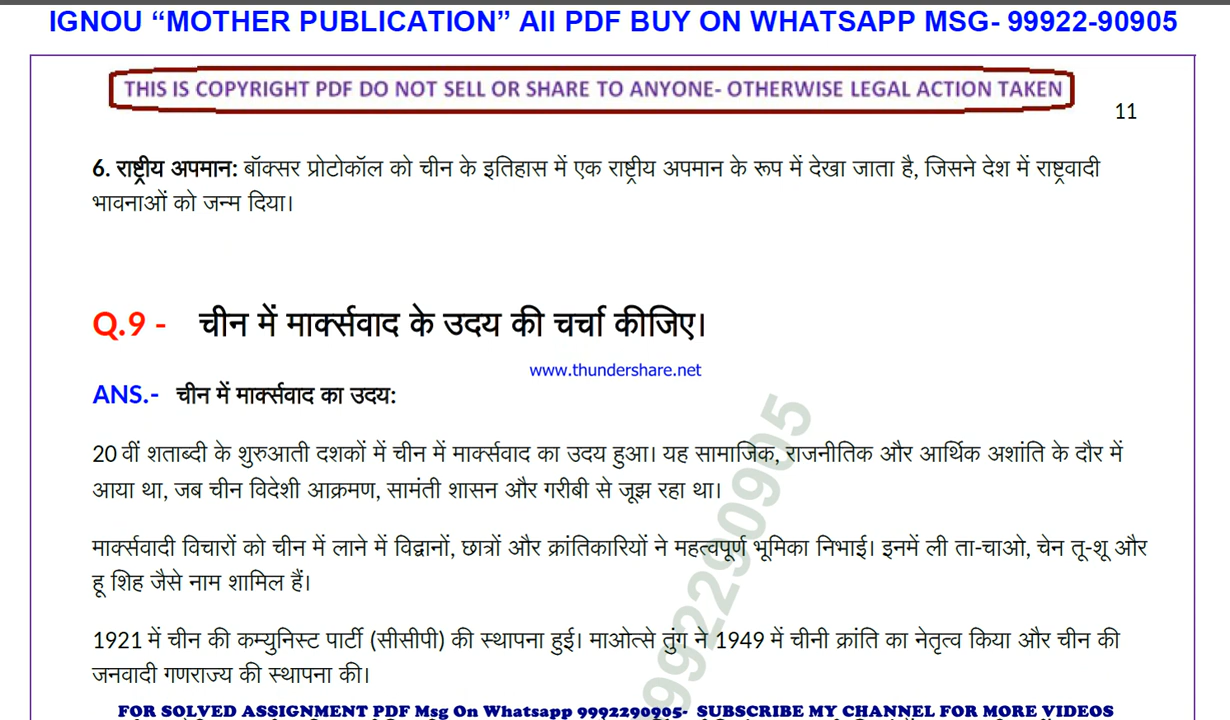 IGNOU “MOTHER PUBLICATION” All PDF BUY ON WHATSAPP MSG- 99922-90905
THIS IS COPYRIGHT PDF DO NOT SELL OR SHARE TO ANYONE- OTHERWISE LEGAL ACTION TAKEN
11
6. राष्ट्रीय अपमान: बॉक्सर प्रोटोकॉल को चीन के इतिहास में एक राष्ट्रीय अपमान के रूप में देखा जाता है, जिसने देश में राष्ट्रवादी
भावनाओं को जन्म दिया।
Q.9 - चीन में मार्क्सवाद के उदय की चर्चा कीजिए।
www.thundershare.net
ANS.- चीन में मार्क्सवाद का उदय:
20 वीं शताब्दी के शुरुआती दशकों में चीन में मार्क्सवाद का उदय हुआ। यह सामाजिक, राजनीतिक और आर्थिक अशांति के दौर में
आया था, जब चीन विदेशी आक्रमण, सामंती शासन और गरीबी से जूझ रहा था।
मार्क्सवादी विचारों को चीन में लाने में विद्वानों, छात्रों और क्रांतिकारियों ने महत्वपूर्ण भूमिका निभाई। इनमें ली ता-चाओ, चेन तू-शू और
हू शिह जैसे नाम शामिल हैं।
1921 में चीन की कम्युनिस्ट पार्टी (सीसीपी) की स्थापना हुई। माओत्से तुंग ने 1949 में चीनी क्रांति का नेतृत्व किया और चीन की
जनवादी गणराज्य की स्थापना की।
9992290905
FOR SOLVED ASSIGNMENT PDF Msg On Whatsapp 9992290905- SUBSCRIBE MY CHANNEL FOR MORE VIDEOS